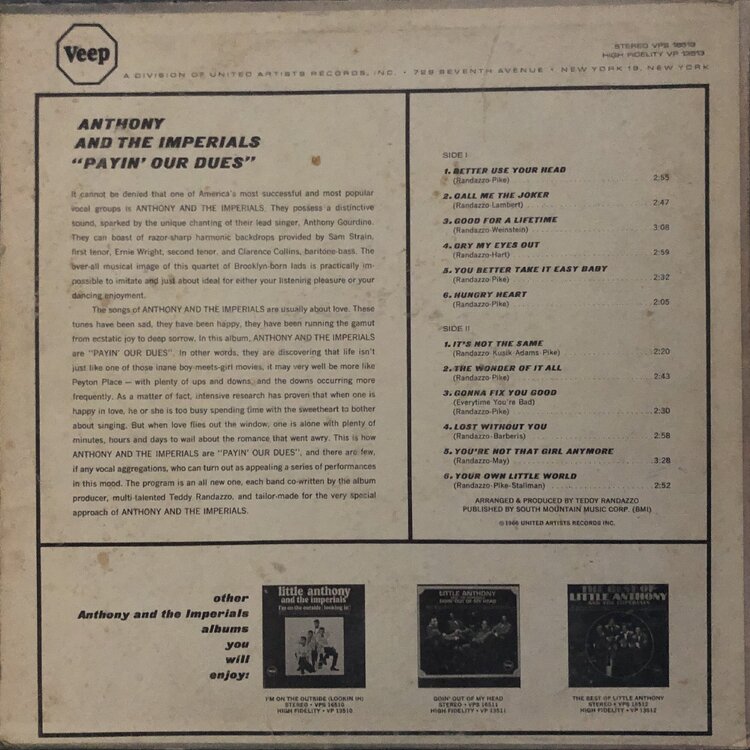 Veep
STEREO VPS 16513
HIGH FIDELITY VP 13513
A DIVISION OF UNITED ARTISTS RECORDS, INC. • 729 SEVENTH AVENUE • NEW YORK 19, NEW YORK
ANTHONY
AND THE IMPERIALS
“PAYIN’ OUR DUES”
It cannot be denied that one of America's most successful and most popular
vocal groups is ANTHONY AND THE IMPERIALS. They possess a distinctive
sound, sparked by the unique chanting of their lead singer, Anthony Gourdine.
They can boast of razor-sharp harmonic backdrops provided by Sam Strain,
first tenor, Ernie Wright, second tenor, and Clarence Collins, baritone-bass. The
over-all musical image of this quartet of Brooklyn-born lads is practically im-
possible to imitate and just about ideal for either your listening pleasure or your
dancing enjoyment.
The songs of ANTHONY AND THE IMPERIALS are usually about love. These
tunes have been sad, they have been happy, they have been running the gamut
from ecstatic joy to deep sorrow. In this album, ANTHONY AND THE IMPERIALS
are “PAYIN' OUR DUES”. In other words, they are discovering that life isn't
just like one of those inane boy-meets-girl movies, it may very well be more like
Peyton Place — with plenty of ups and downs, and the downs occurring more
frequently. As a matter of fact, intensive research has proven that when one is
happy in love, he or she is too busy spending time with the sweetheart to bother
about singing. But when love flies out the window, one is alone with plenty of
minutes, hours and days to wail about the romance that went awry. This is how
ANTHONY AND THE IMPERIALS are “PAYIN' OUR DUES”, and there are few,
if any vocal aggregations, who can turn out as appealing a series of performances
in this mood. The program is an all new one, each band co-written by the album
producer, multi-talented Teddy Randazzo, and tailor-made for the very special
approach of ANTHONY AND THE IMPERIALS.
SIDE I
1. BETTER USE YOUR HEAD
(Randazzo-Pike) 2:55
2. CALL ME THE JOKER
(Randazzo-Lambert) 2:47
3. GOOD FOR A LIFETIME
(Randazzo-Weinstein) 3:08
4. CRY MY EYES OUT
(Randazzo-Hart) 2:59
5. YOU BETTER TAKE IT EASY BABY
(Randazzo-Pike) 2:32
6. HUNGRY HEART
(Randazzo-Pike) 2:05
SIDE II
1. IT'S NOT THE SAME
(Randazzo-Kusik-Adams-Pike) 2:20
2. THE WONDER OF IT ALL
(Randazzo-Pike) 2:43
3. GONNA FIX YOU GOOD
(Everytime You're Bad)
(Randazzo-Pike) 2:30
4. LOST WITHOUT YOU
(Randazzo-Barberis) 2:58
5. YOU'RE NOT THAT GIRL ANYMORE
(Randazzo-May) 3:28
6. YOUR OWN LITTLE WORLD
(Randazzo-Pike-Stallman) 2:52
ARRANGED & PRODUCED BY TEDDY RANDAZZO
PUBLISHED BY SOUTH MOUNTAIN MUSIC CORP. (BMI)
© 1966 UNITED ARTISTS RECORDS INC.
other
Anthony and the Imperials
albums
you
will
enjoy:
little anthony
and the imperials
I'm on the outside (looking in)
Veep
I'M ON THE OUTSIDE (LOOKIN IN)
STEREO • VPS 16510
HIGH FIDELITY • VP 13510
LITTLE ANTHONY
GOIN' OUT OF MY HEAD
GOIN' OUT OF MY HEAD
STEREO • VPS 16511
HIGH FIDELITY • VP 13511
THE BEST OF
LITTLE ANTHONY
AND THE IMPERIALS
THE BEST OF LITTLE ANTHONY
STEREO • VPS 16512
HIGH FIDELITY • VP 13512